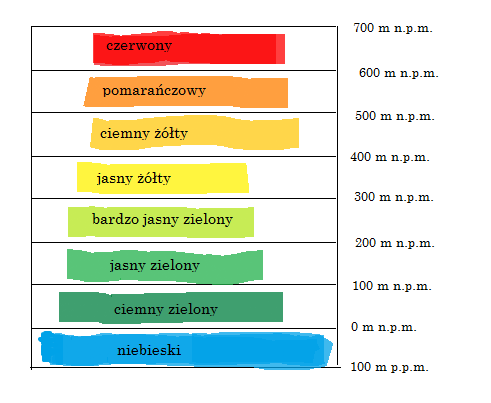 700 m n.p.m.
czerwony
600 m n.p.m.
pomarańczowy
500 m n.p.m.
ciemny żółty
400 m n.p.m.
jasny żółty
300 m n.p.m.
bardzo jasny zielony
200 m n.p.m.
jasny zielony
100 m n.p.m.
ciemny zielony
0 m n.p.m.
niebieski
100 m p.p.m.